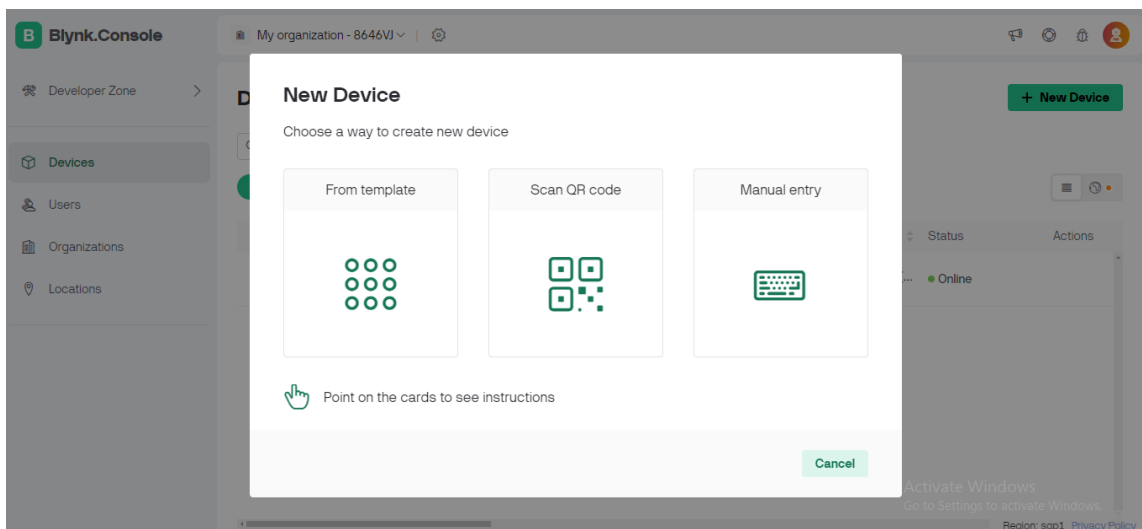 B Blynk.Console
My organization - 8646VJ
Developer Zone
D
+ New Device
Devices
Users
Organizations
Locations
New Device
Choose a way to create new device
From template
Scan QR code
Manual entry
Point on the cards to see instructions
Cancel
Status
Actions
Online
Activate Windows
Go to Settings to activate Windows.
Region: sgp1 Privacy Policy